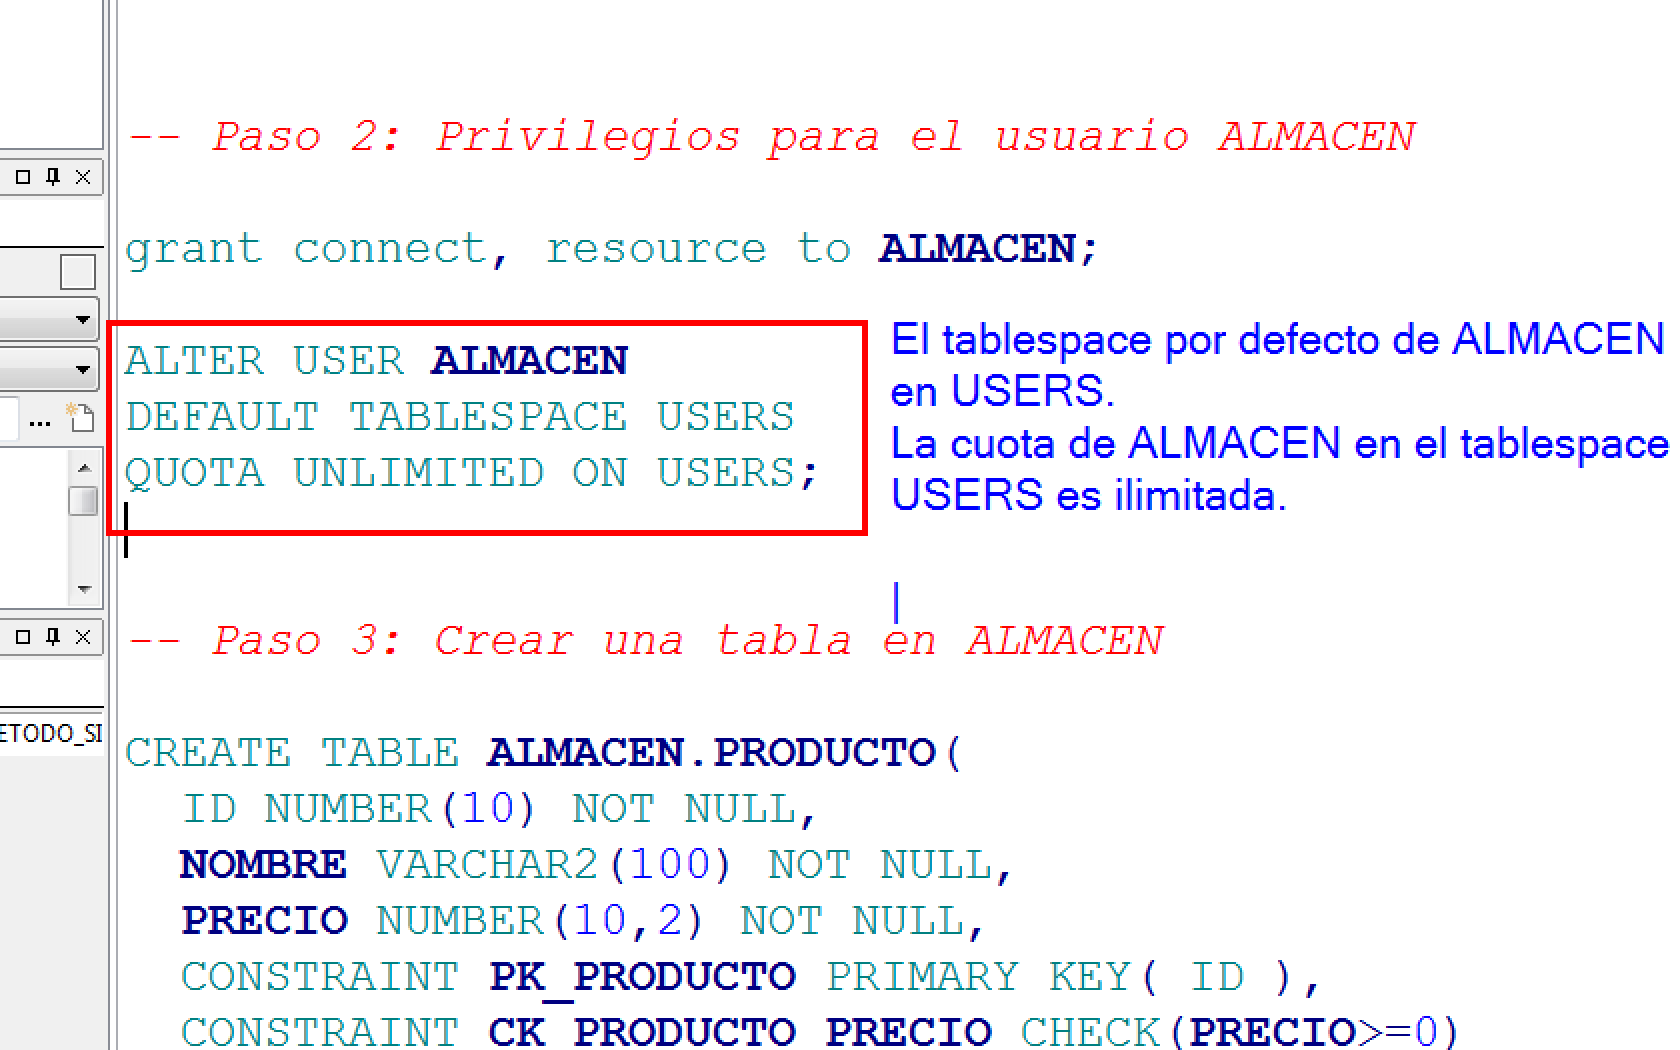 -- Paso 2: Privilegios para el usuario ALMACEN
grant connect, resource to ALMACEN;
ALTER USER ALMACEN
DEFAULT TABLESPACE USERS
QUOTA UNLIMITED ON USERS;
El tablespace por defecto de ALMACEN
en USERS.
La cuota de ALMACEN en el tablespace
USERS es ilimitada.
...
-- Paso 3: Crear una tabla en ALMACEN
ETODO_SI
CREATE TABLE ALMACEN.PRODUCTO(
ID NUMBER(10) NOT NULL,
NOMBRE VARCHAR2(100) NOT NULL,
PRECIO NUMBER(10,2) NOT NULL,
CONSTRAINT PK_PRODUCTO PRIMARY KEY( ID ),
CONSTRAINT CK_PRODUCTO_PRECIO CHECK(PRECIO>=0)